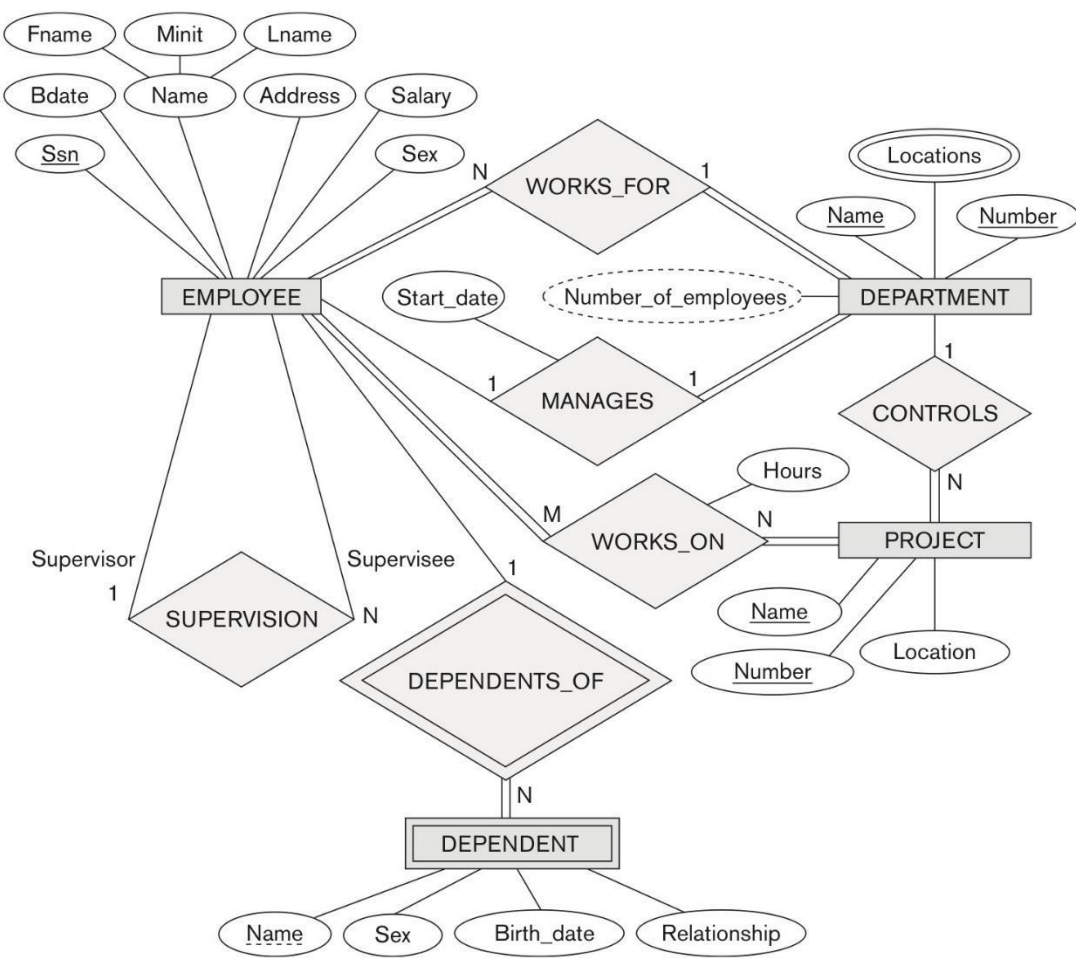 Fname
Minit
Lname
Bdate
Name
Address
Salary
Ssn
Sex
N
WORKS_FOR
1
Locations
Name
Number
EMPLOYEE
Start_date
Number_of_employees
DEPARTMENT
1
MANAGES
1
1
CONTROLS
N
Hours
M
WORKS_ON
N
PROJECT
Supervisor
1
Supervisee
N
SUPERVISION
1
Name
Number
Location
DEPENDENTS_OF
N
DEPENDENT
Name
Sex
Birth_date
Relationship